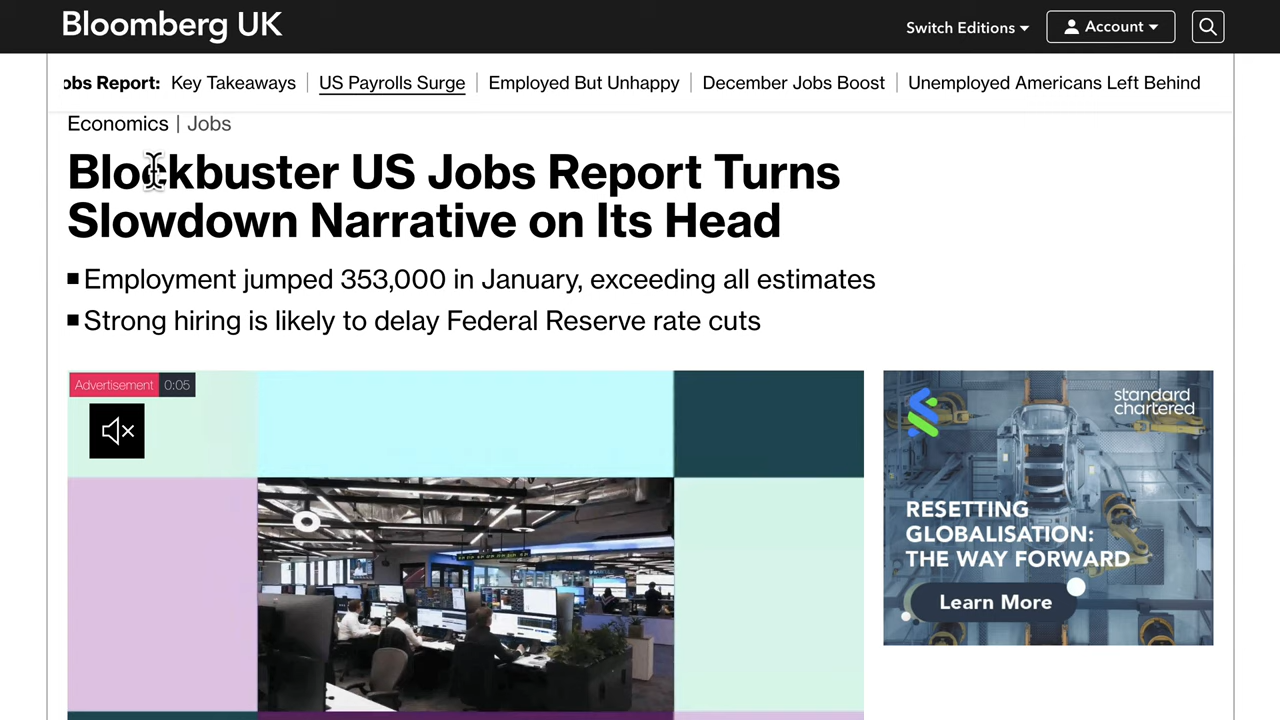 Bloomberg UK
Switch Editions
Account
obs Report: Key Takeaways US Payrolls Surge Employed But Unhappy December Jobs Boost Unemployed Americans Left Behind
Economics | Jobs
Blockbuster US Jobs Report Turns
Slowdown Narrative on Its Head
Employment jumped 353,000 in January, exceeding all estimates
Strong hiring is likely to delay Federal Reserve rate cuts
Advertisement 0:05
standard
chartered
RESETTING
GLOBALISATION:
THE WAY FORWARD
Learn More